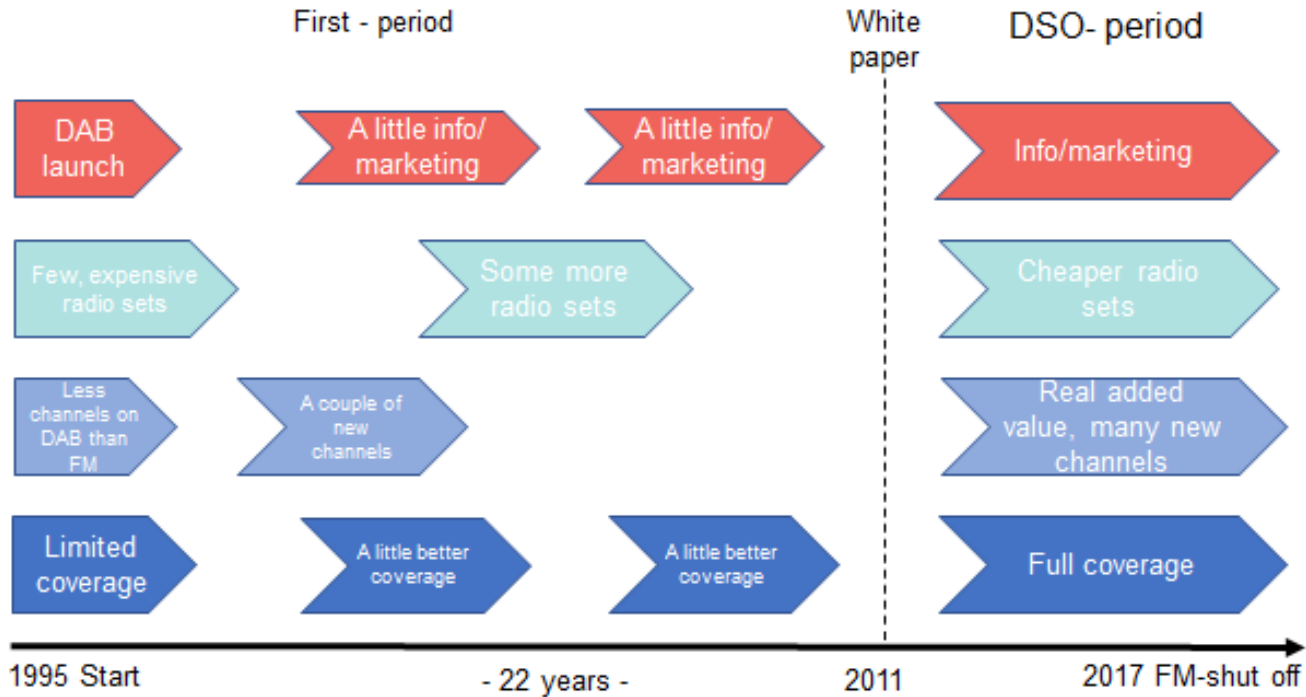 First - period
White
paper
DSO- period
DAB
launch
A little info/
marketing
A little info/
marketing
Info/marketing
Few, expensive
radio sets
Some more
radio sets
Cheaper radio
sets
Less
channels on
DAB than
FM
A couple of
new
channels
Real added
value, many new
channels
Limited
coverage
A little better
coverage
A little better
coverage
Full coverage
1995 Start
- 22 years -
2011
2017 FM-shut off